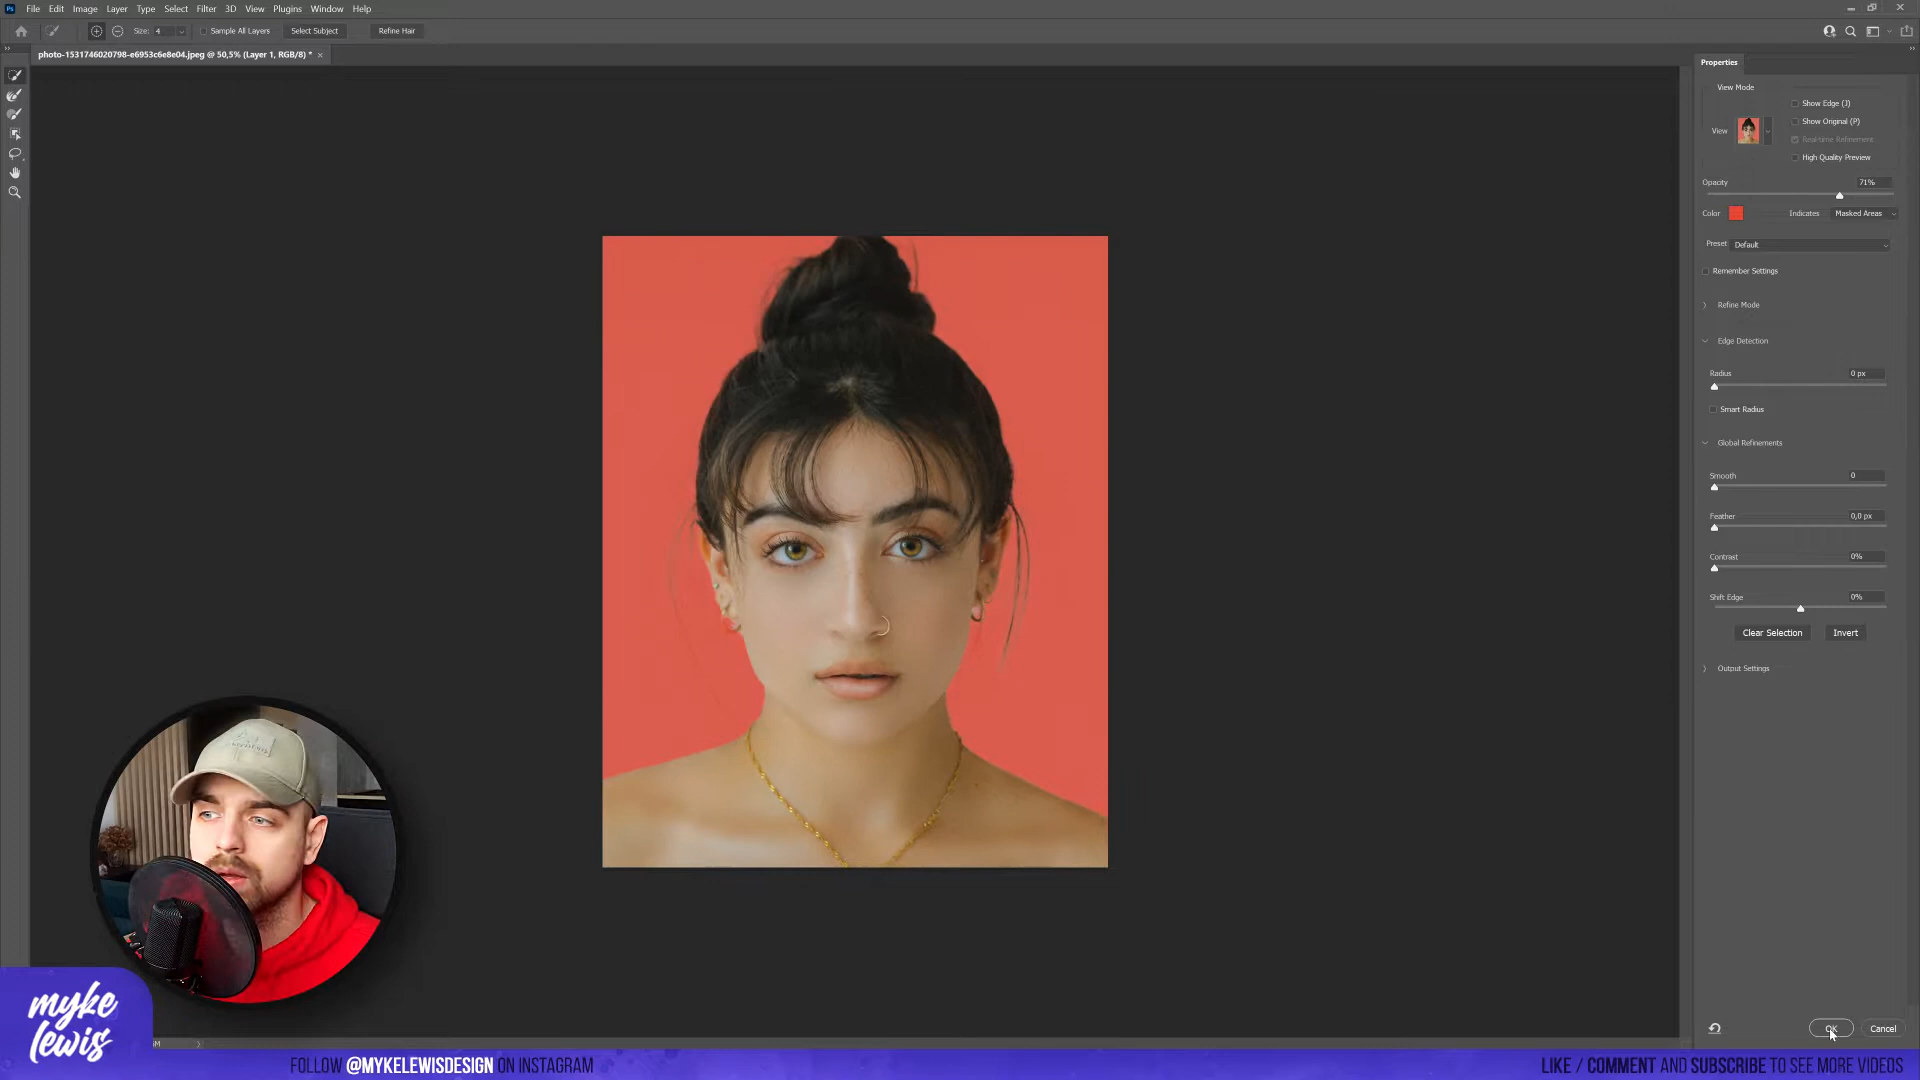 Ps File Edit Image Layer Type Select Filter 3D View Plugins Window Help
Size: 4 Sample All Layers Select Subject Refine Hair
photo-1531746020798-e6953c6e8e04.jpeg @ 50,5% (Layer 1, RGB/8) * ×
Properties
View Mode
Show Edge (J)
Show Original (P)
View
Real-time Refinement
High Quality Preview
Opacity 71%
Color Indicates Masked Areas
Preset Default
Remember Settings
Refine Mode
Edge Detection
Radius 0 px
Smart Radius
Global Refinements
Smooth 0
Feather 0,0 px
Contrast 0%
Shift Edge 0%
Clear Selection Invert
Output Settings
OK Cancel
myke
lewis
FOLLOW @MYKELEWISDESIGN ON INSTAGRAM
LIKE / COMMENT AND SUBSCRIBE TO SEE MORE VIDEOS